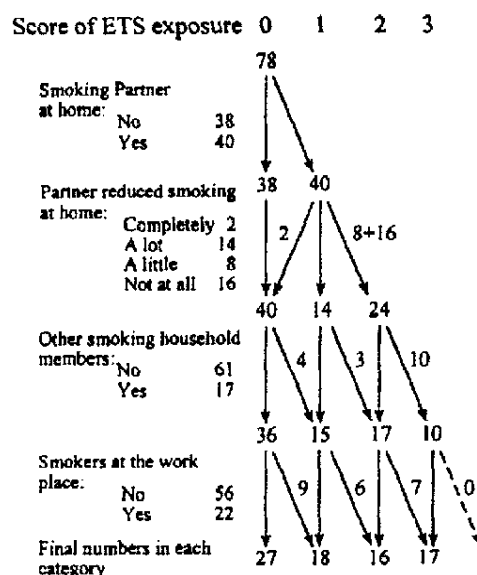 Score of ETS exposure 0 1 2 3
78
Smoking Partner
at home:
No 38
Yes 40
38 40
Partner reduced smoking
at home:
Completely 2
A lot 14
A little 8
Not at all 16
2 8+16
40 14 24
Other smoking household
members:
No 61
Yes 17
4 3 10
36 15 17 10
Smokers at the work
place:
No 56
Yes 22
9 6 7 0
Final numbers in each
category
27 18 16 17